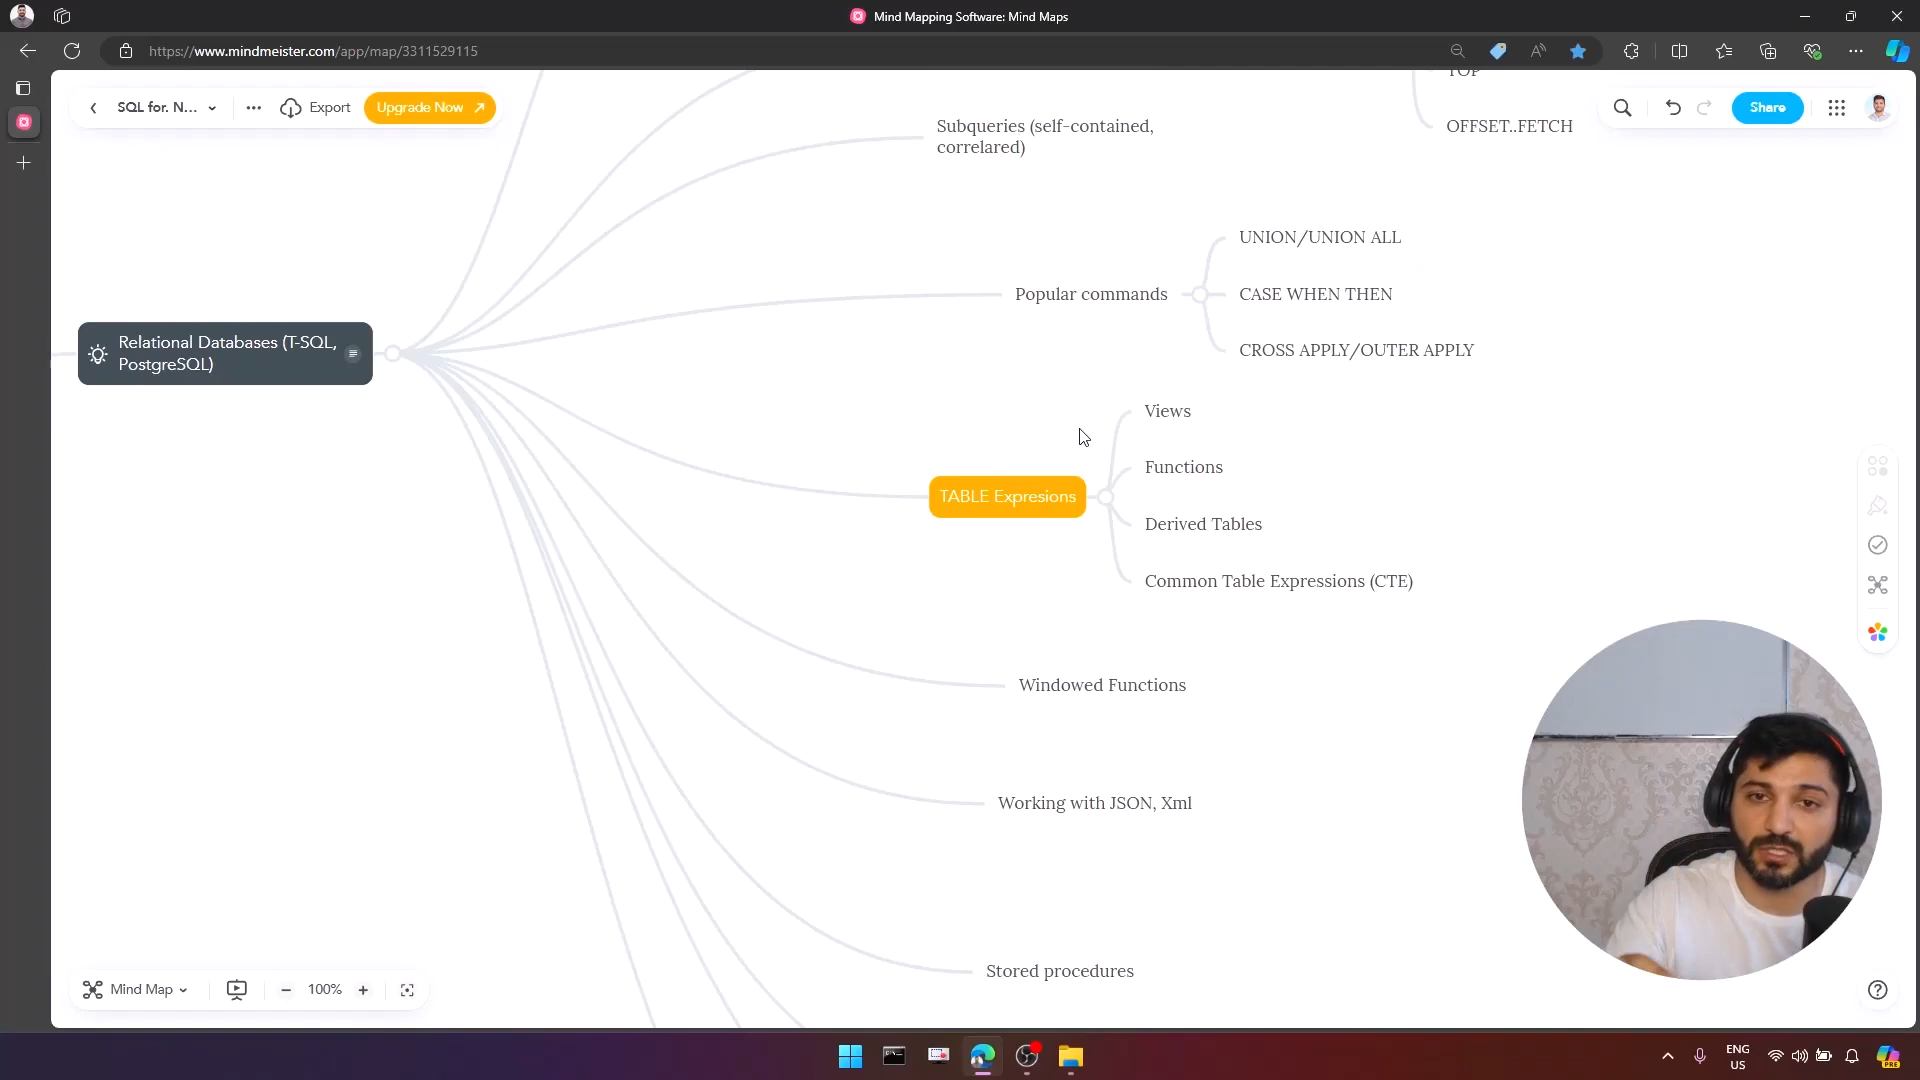 Mind Mapping Software: Mind Maps
https://www.mindmeister.com/app/map/3311529115
SQL for. N...
Export
Upgrade Now
Share
TOP
OFFSET..FETCH
Subqueries (self-contained,
correlared)
UNION/UNION ALL
Popular commands
CASE WHEN THEN
CROSS APPLY/OUTER APPLY
Relational Databases (T-SQL,
PostgreSQL)
Views
Functions
TABLE Expresions
Derived Tables
Common Table Expressions (CTE)
Windowed Functions
Working with JSON, Xml
Stored procedures
Mind Map
100%
ENG
US
PRE